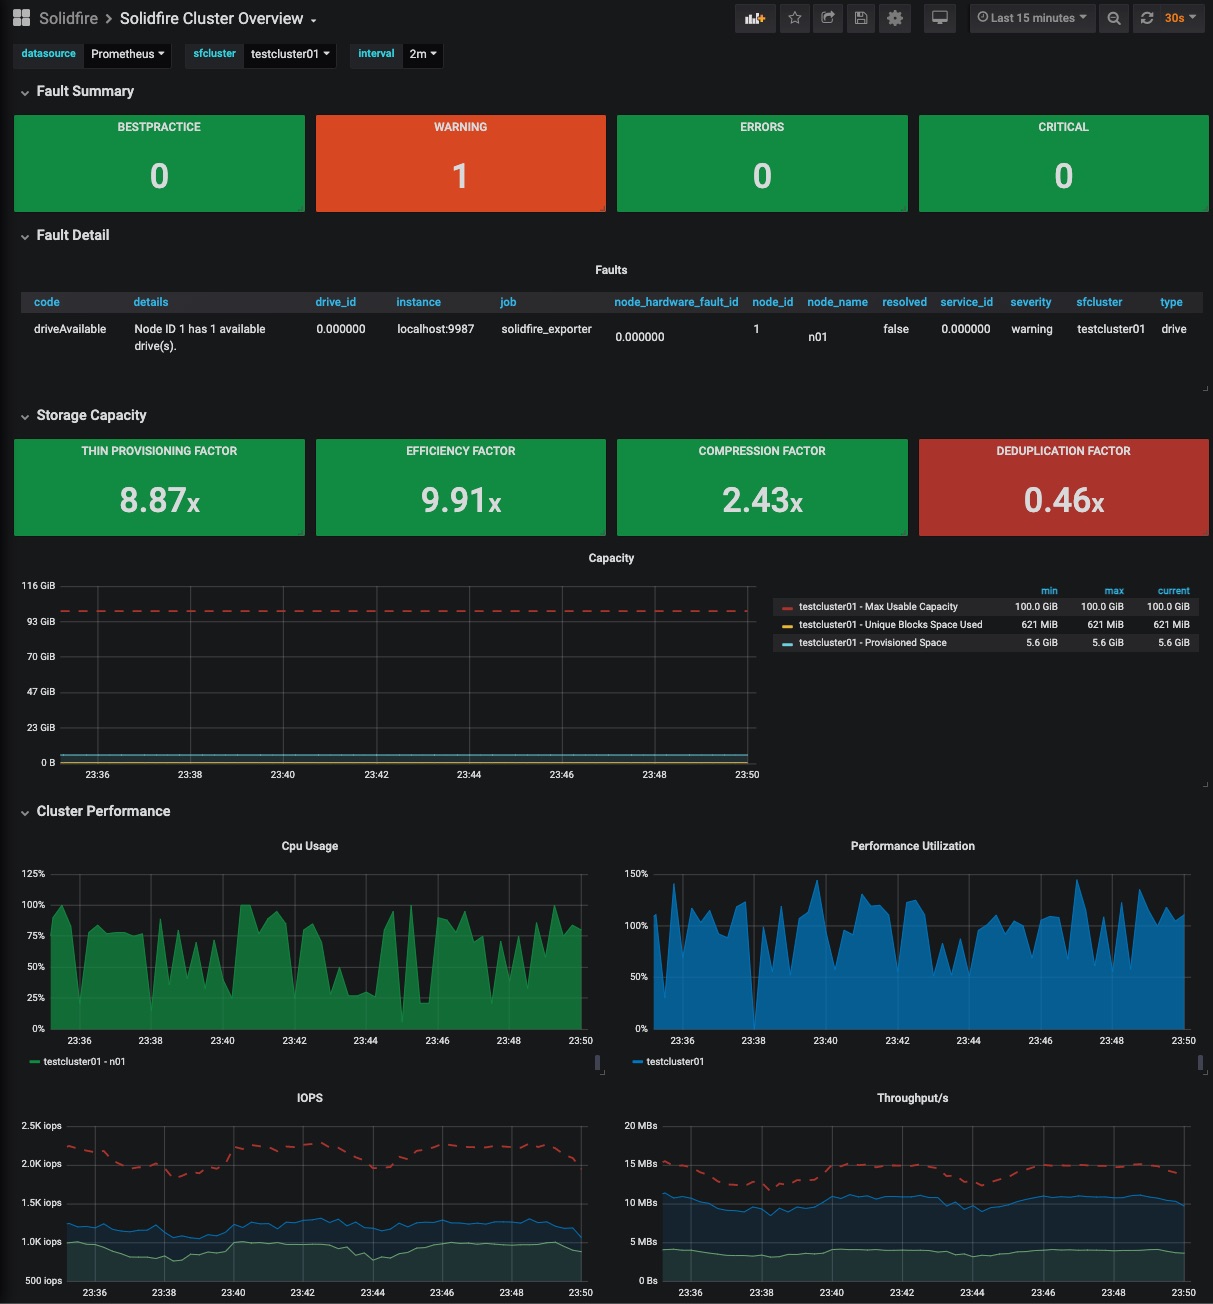 Solidfire > Solidfire Cluster Overview
Last 15 minutes
30s
datasource Prometheus sfcluster testcluster01 interval 2m
Fault Summary
BESTPRACTICE WARNING ERRORS CRITICAL
0 1 0 0
Fault Detail
Faults
code details drive_id instance job node_hardware_fault_id node_id node_name resolved service_id severity sfcluster type
driveAvailable Node ID 1 has 1 available drive(s). 0.000000 localhost:9987 solidfire_exporter 0.000000 1 n01 false 0.000000 warning testcluster01 drive
Storage Capacity
THIN PROVISIONING FACTOR EFFICIENCY FACTOR COMPRESSION FACTOR DEDUPLICATION FACTOR
8.87x 9.91x 2.43x 0.46x
Capacity
116 GiB
93 GiB
70 GiB
47 GiB
23 GiB
0 B
23:36 23:38 23:40 23:42 23:44 23:46 23:48 23:50
min max current
testcluster01 - Max Usable Capacity 100.0 GiB 100.0 GiB 100.0 GiB
testcluster01 - Unique Blocks Space Used 621 MiB 621 MiB 621 MiB
testcluster01 - Provisioned Space 5.6 GiB 5.6 GiB 5.6 GiB
Cluster Performance
Cpu Usage
125%
100%
75%
50%
25%
0%
23:36 23:38 23:40 23:42 23:44 23:46 23:48 23:50
testcluster01 - n01
Performance Utilization
150%
100%
50%
0%
23:36 23:38 23:40 23:42 23:44 23:46 23:48 23:50
testcluster01
IOPS
2.5K iops
2.0K iops
1.5K iops
1.0K iops
500 iops
23:36 23:38 23:40 23:42 23:44 23:46 23:48 23:50
Throughput/s
20 MBs
15 MBs
10 MBs
5 MBs
0 Bs
23:36 23:38 23:40 23:42 23:44 23:46 23:48 23:50